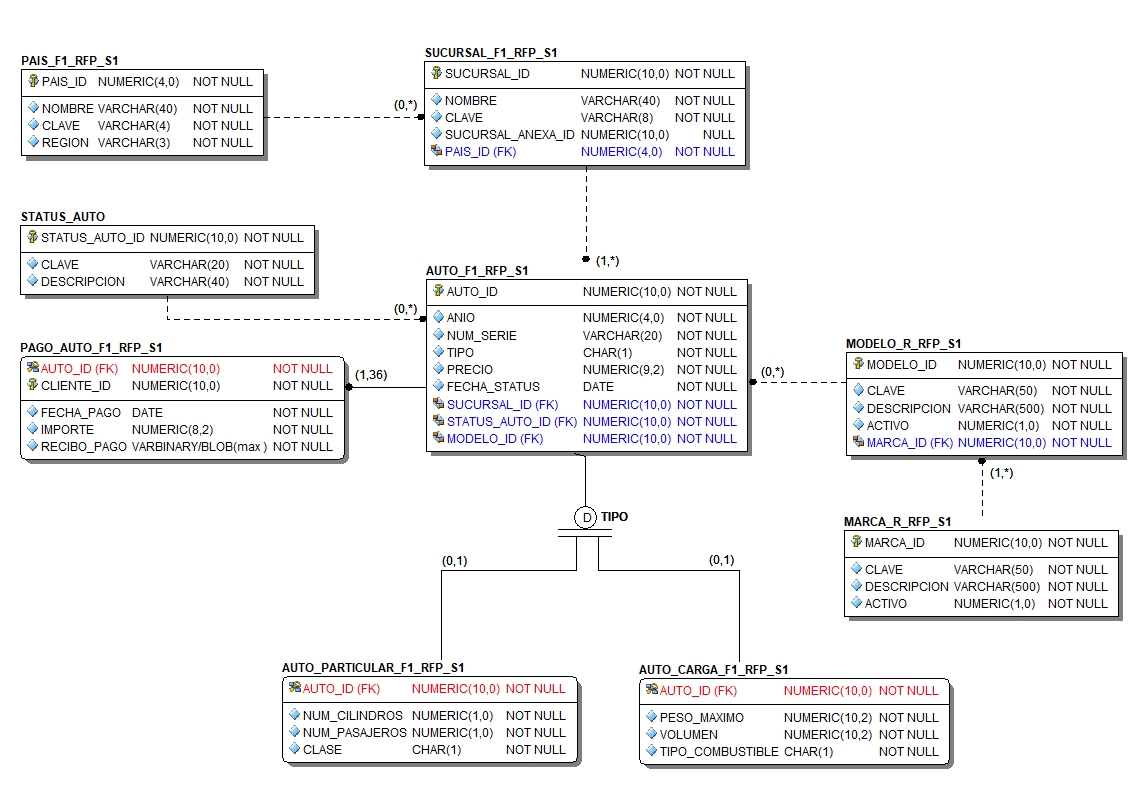 PAIS_F1_RFP_S1
PAIS_ID NUMERIC(4,0) NOT NULL
NOMBRE VARCHAR(40) NOT NULL
CLAVE VARCHAR(4) NOT NULL
REGION VARCHAR(3) NOT NULL
(0,*)
SUCURSAL_F1_RFP_S1
SUCURSAL_ID NUMERIC(10,0) NOT NULL
NOMBRE VARCHAR(40) NOT NULL
CLAVE VARCHAR(8) NOT NULL
SUCURSAL_ANEXA_ID NUMERIC(10,0) NULL
PAIS_ID (FK) NUMERIC(4,0) NOT NULL
(1,*)
STATUS_AUTO
STATUS_AUTO_ID NUMERIC(10,0) NOT NULL
CLAVE VARCHAR(20) NOT NULL
DESCRIPCION VARCHAR(40) NOT NULL
(0,*)
AUTO_F1_RFP_S1
AUTO_ID NUMERIC(10,0) NOT NULL
ANIO NUMERIC(4,0) NOT NULL
NUM_SERIE VARCHAR(20) NOT NULL
TIPO CHAR(1) NOT NULL
PRECIO NUMERIC(9,2) NOT NULL
FECHA_STATUS DATE NOT NULL
SUCURSAL_ID (FK) NUMERIC(10,0) NOT NULL
STATUS_AUTO_ID (FK) NUMERIC(10,0) NOT NULL
MODELO_ID (FK) NUMERIC(10,0) NOT NULL
PAGO_AUTO_F1_RFP_S1
AUTO_ID (FK) NUMERIC(10,0) NOT NULL
CLIENTE_ID NUMERIC(10,0) NOT NULL
FECHA_PAGO DATE NOT NULL
IMPORTE NUMERIC(8,2) NOT NULL
RECIBO_PAGO VARBINARY/BLOB(max ) NOT NULL
(1,36)
(0,*)
MODELO_R_RFP_S1
MODELO_ID NUMERIC(10,0) NOT NULL
CLAVE VARCHAR(50) NOT NULL
DESCRIPCION VARCHAR(500) NOT NULL
ACTIVO NUMERIC(1,0) NOT NULL
MARCA_ID (FK) NUMERIC(10,0) NOT NULL
(1,*)
MARCA_R_RFP_S1
MARCA_ID NUMERIC(10,0) NOT NULL
CLAVE VARCHAR(50) NOT NULL
DESCRIPCION VARCHAR(500) NOT NULL
ACTIVO NUMERIC(1,0) NOT NULL
D TIPO
(0,1)
(0,1)
AUTO_PARTICULAR_F1_RFP_S1
AUTO_ID (FK) NUMERIC(10,0) NOT NULL
NUM_CILINDROS NUMERIC(1,0) NOT NULL
NUM_PASAJEROS NUMERIC(1,0) NOT NULL
CLASE CHAR(1) NOT NULL
AUTO_CARGA_F1_RFP_S1
AUTO_ID (FK) NUMERIC(10,0) NOT NULL
PESO_MAXIMO NUMERIC(10,2) NOT NULL
VOLUMEN NUMERIC(10,2) NOT NULL
TIPO_COMBUSTIBLE CHAR(1) NOT NULL